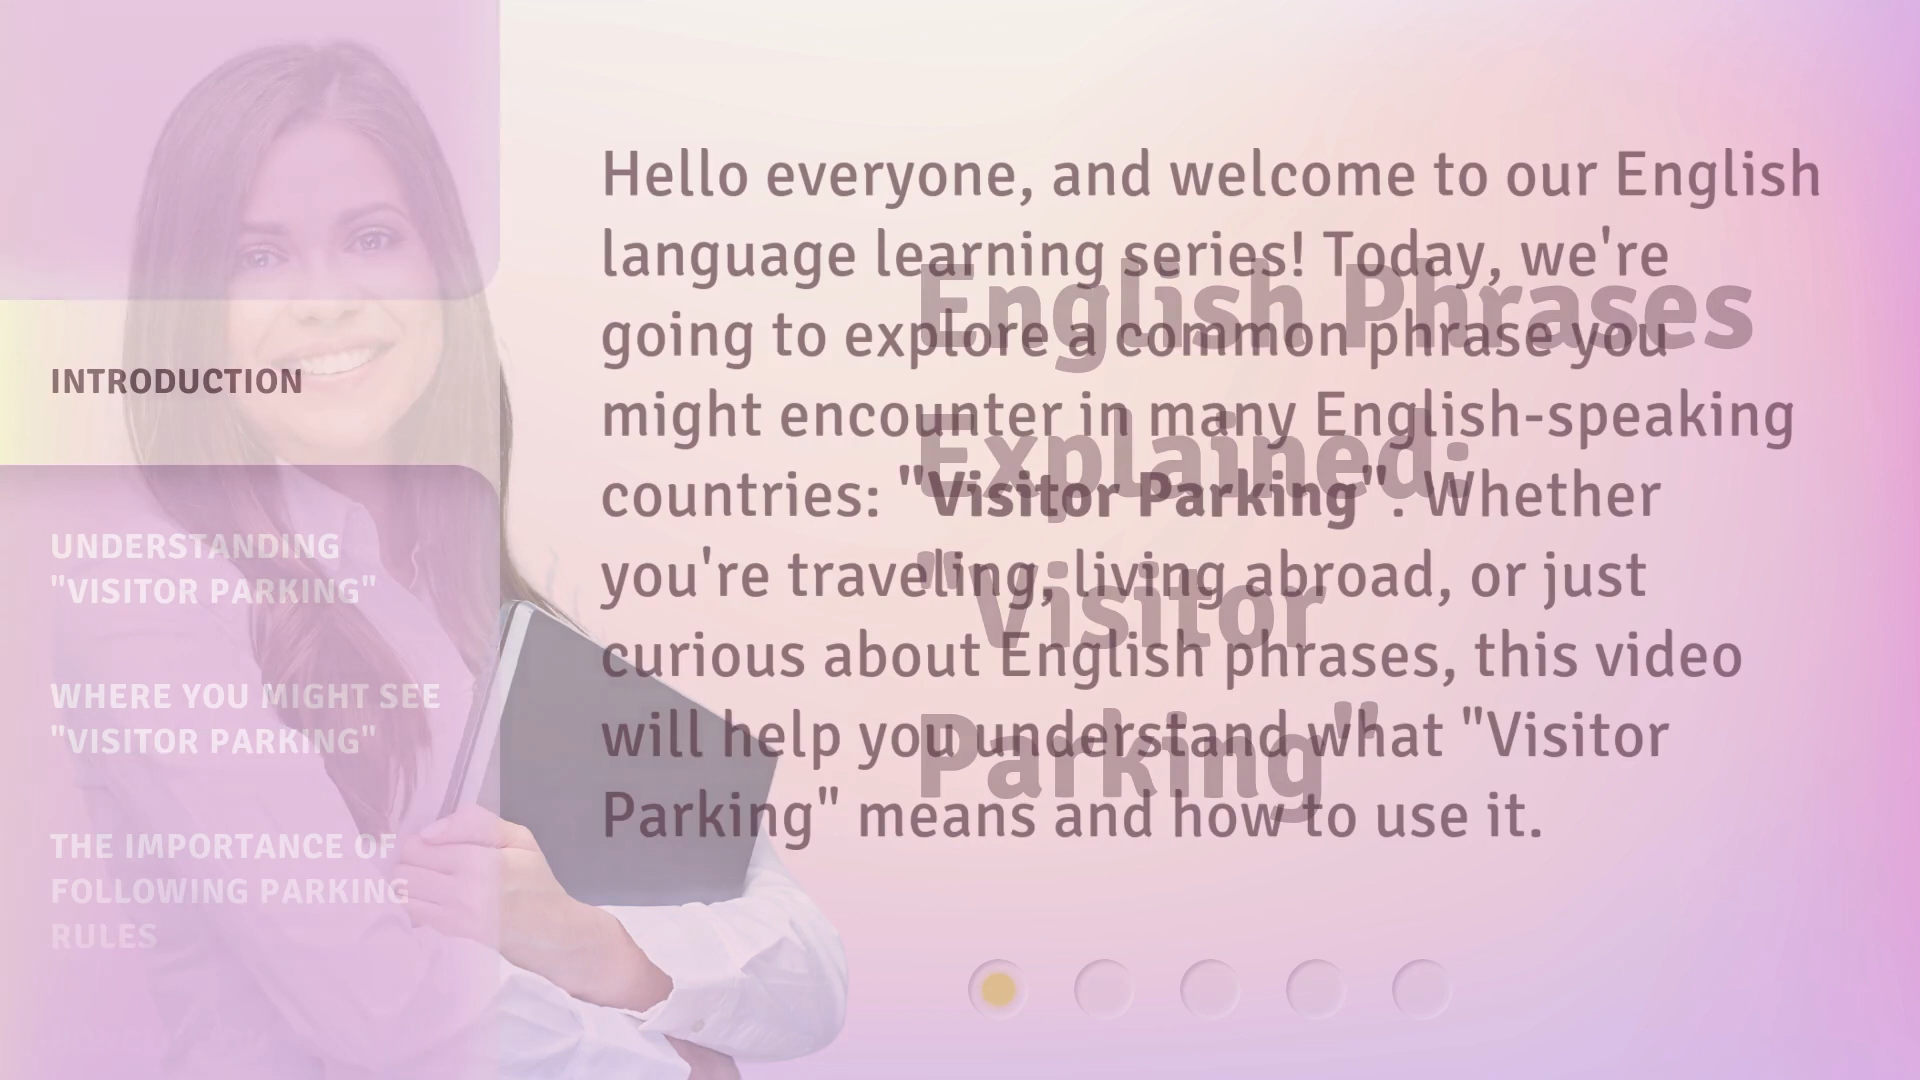 INTRODUCTION
UNDERSTANDING
"VISITOR PARKING"
WHERE YOU MIGHT SEE
"VISITOR PARKING"
THE IMPORTANCE OF
FOLLOWING PARKING
RULES
Hello everyone, and welcome to our English
language learning series! Today, we're
going to explore a common phrase you
might encounter in many English-speaking
countries: "Visitor Parking". Whether
you're traveling, living abroad, or just
curious about English phrases, this video
will help you understand what "Visitor
Parking" means and how to use it.
English Phrases
Explained:
"Visitor
Parking"